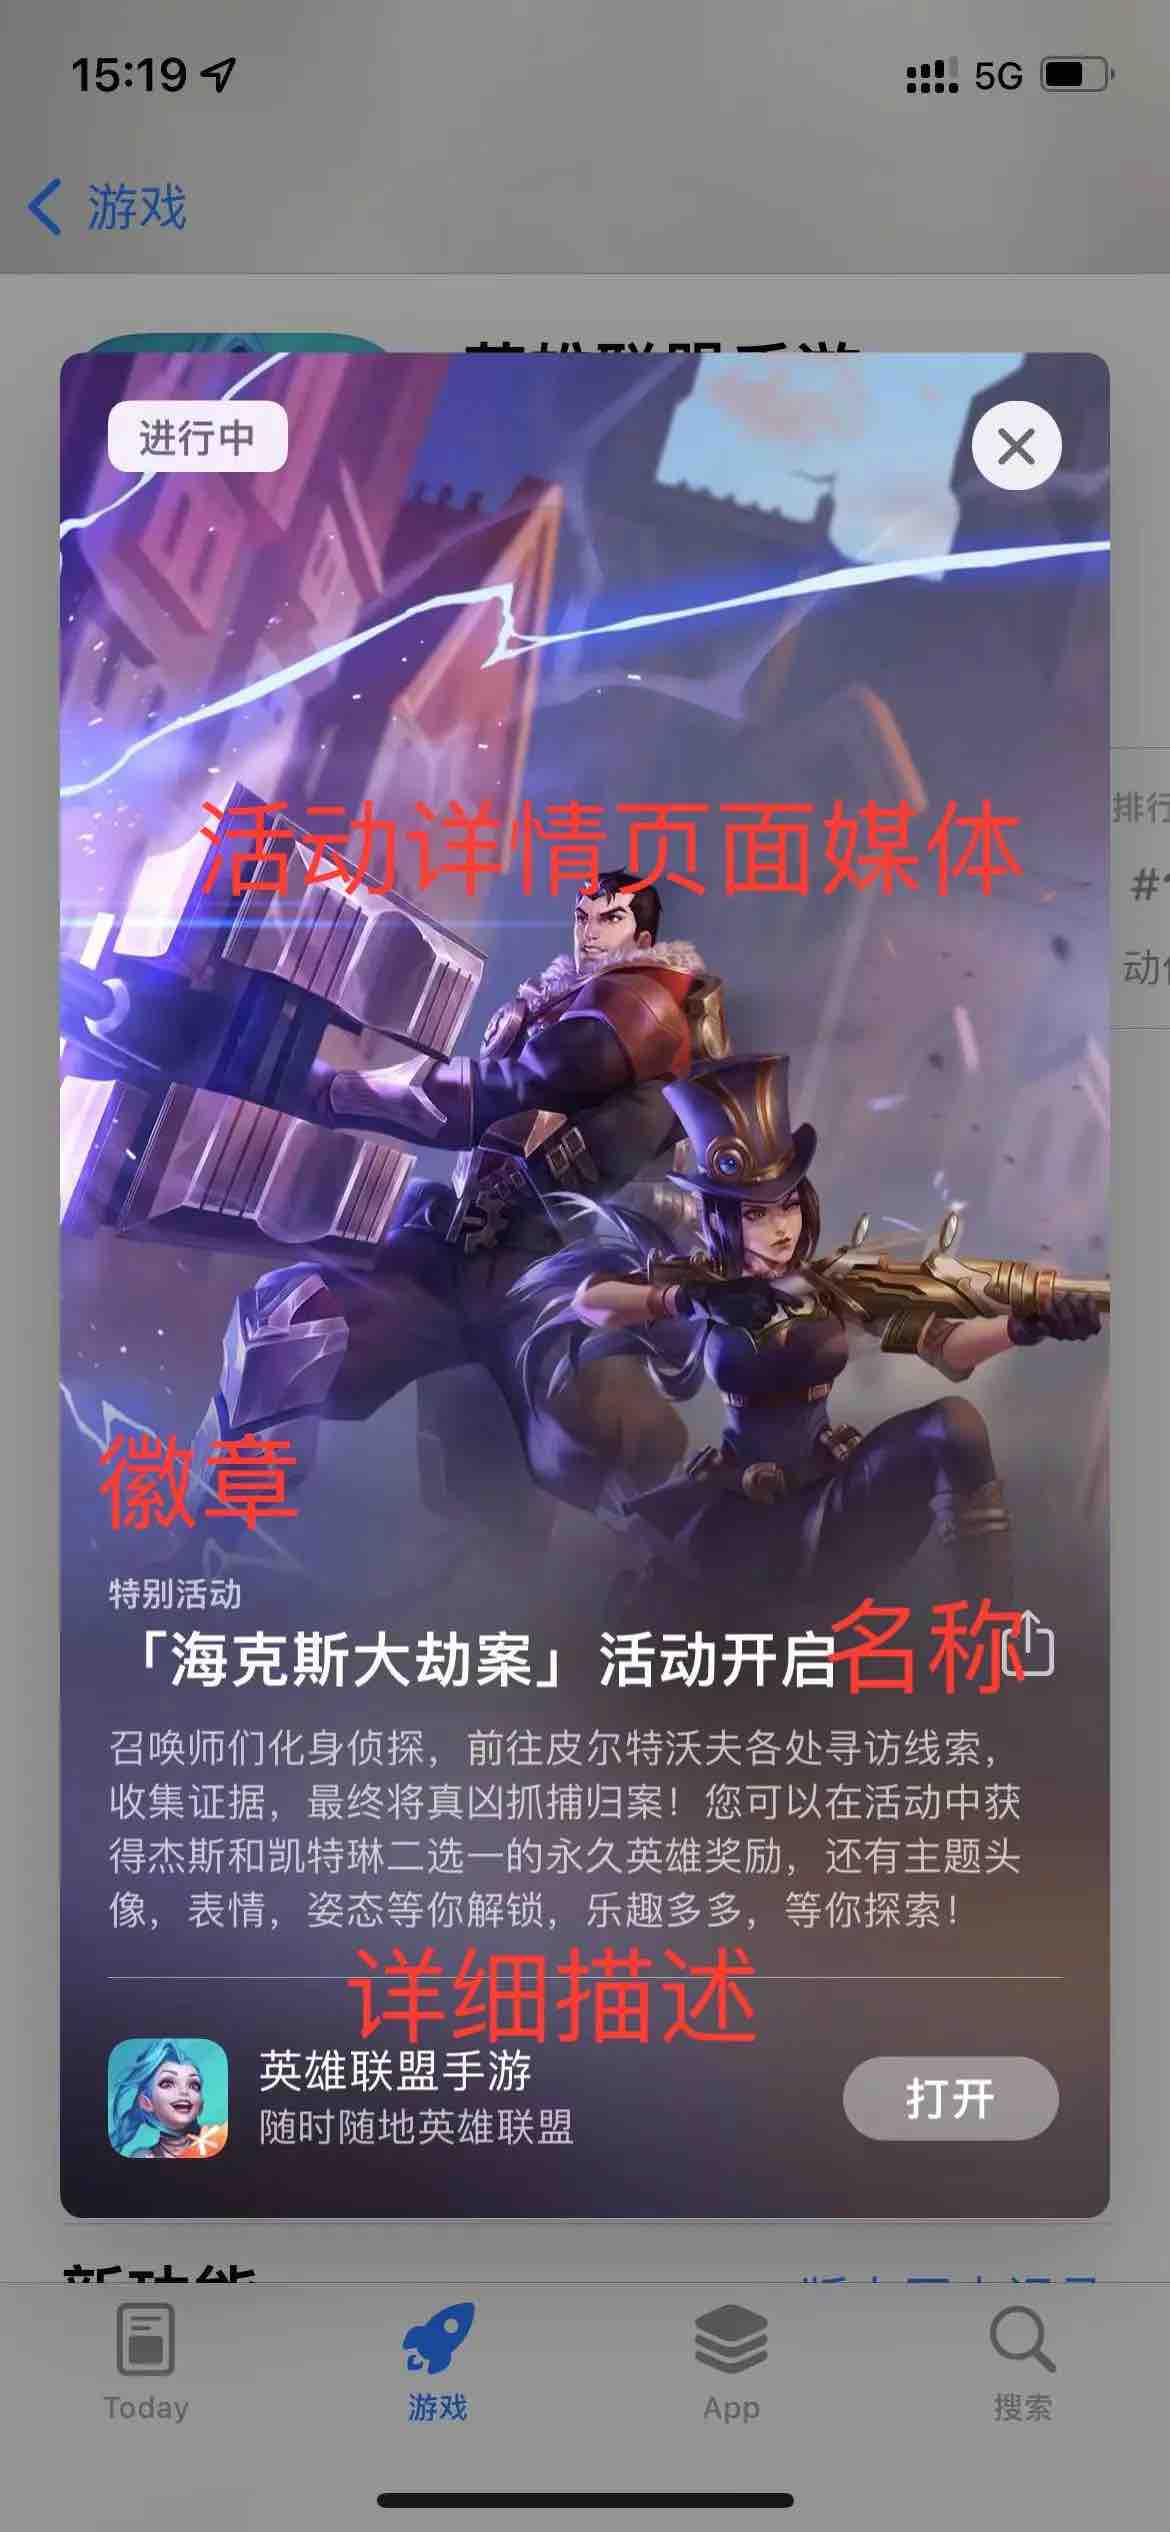 15:19
5G
游戏
进行中
活动详情页面媒体
排行
动作
徽章
特别活动
「海克斯大劫案」活动开启
名称
召唤师们化身侦探，前往皮尔特沃夫各处寻访线索，
收集证据，最终将真凶抓捕归案！您可以在活动中获
得杰斯和凯特琳二选一的永久英雄奖励，还有主题头
像，表情，姿态等你解锁，乐趣多多，等你探索！
详细描述
英雄联盟手游
随时随地英雄联盟
打开
Today
游戏
App
搜索